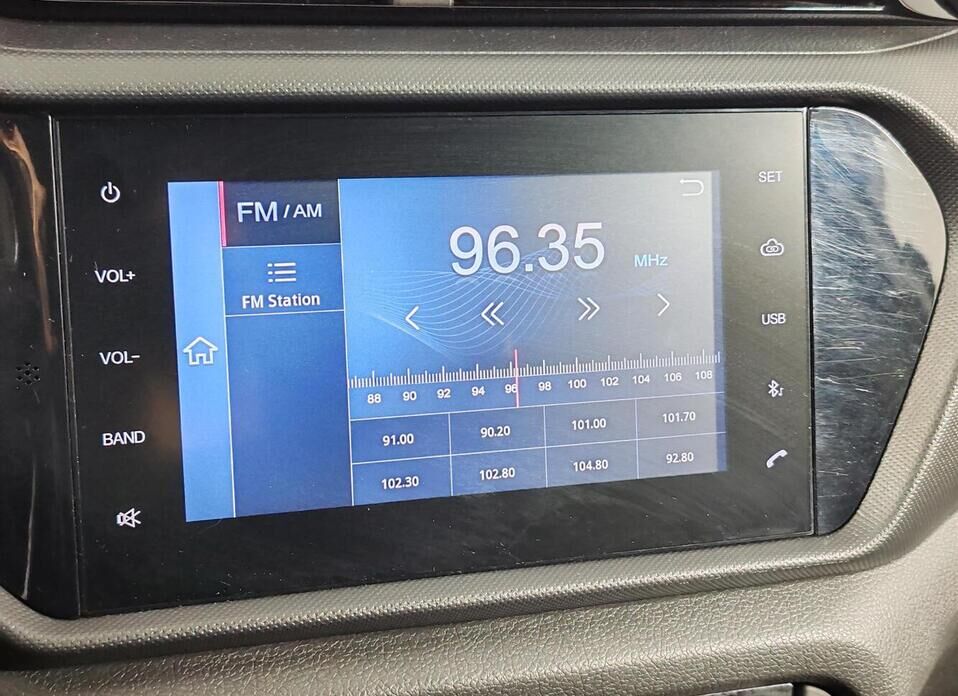 VOL+
VOL-
BAND
FM / AM
FM Station
96.35 MHz
88 90 92 94 96 98 100 102 104 106 108
91.00 90.20 101.00 101.70
102.30 102.80 104.80 92.80
SET
USB